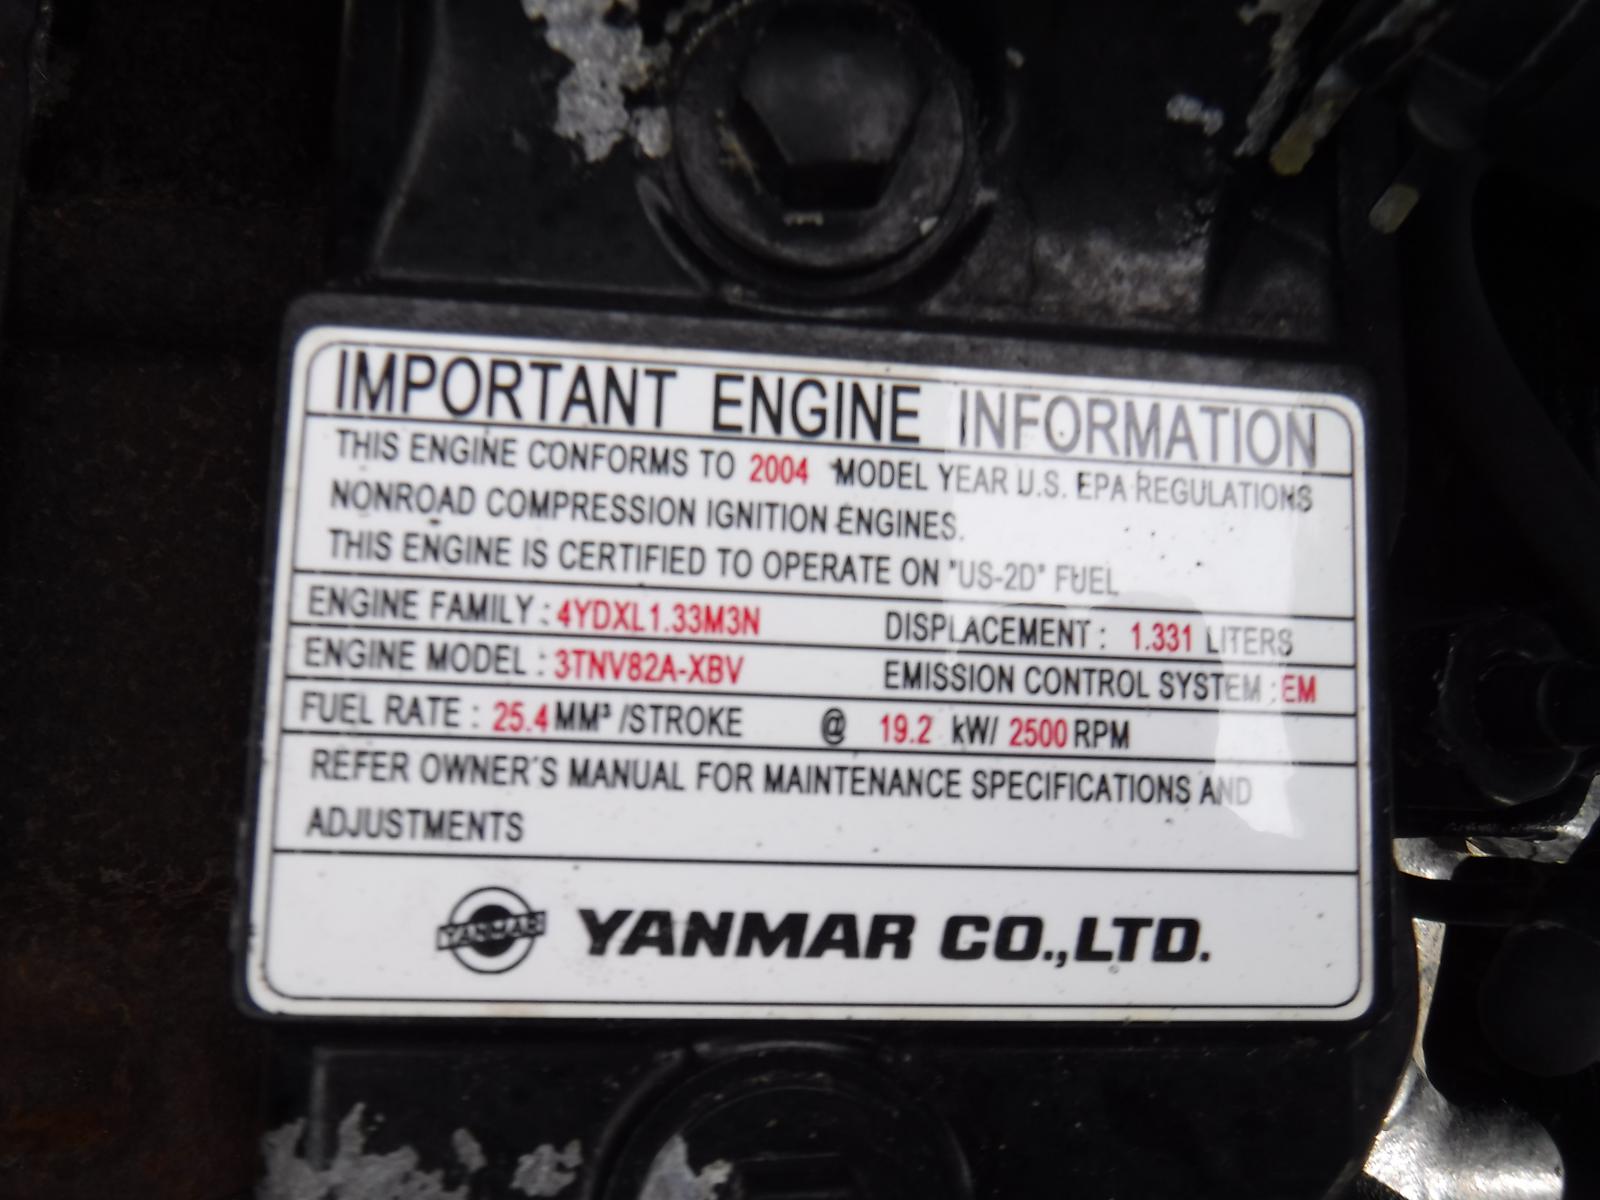 IMPORTANT ENGINE INFORMATION
THIS ENGINE CONFORMS TO 2004 MODEL YEAR U.S. EPA REGULATIONS
NONROAD COMPRESSION IGNITION ENGINES.
THIS ENGINE IS CERTIFIED TO OPERATE ON "US-2D" FUEL
ENGINE FAMILY : 4YDXL1.33M3N DISPLACEMENT : 1.331 LITERS
ENGINE MODEL : 3TNV82A-XBV EMISSION CONTROL SYSTEM : EM
FUEL RATE : 25.4 MM³ /STROKE @ 19.2 kW/ 2500 RPM
REFER OWNER'S MANUAL FOR MAINTENANCE SPECIFICATIONS AND
ADJUSTMENTS
YANMAR YANMAR CO.,LTD.